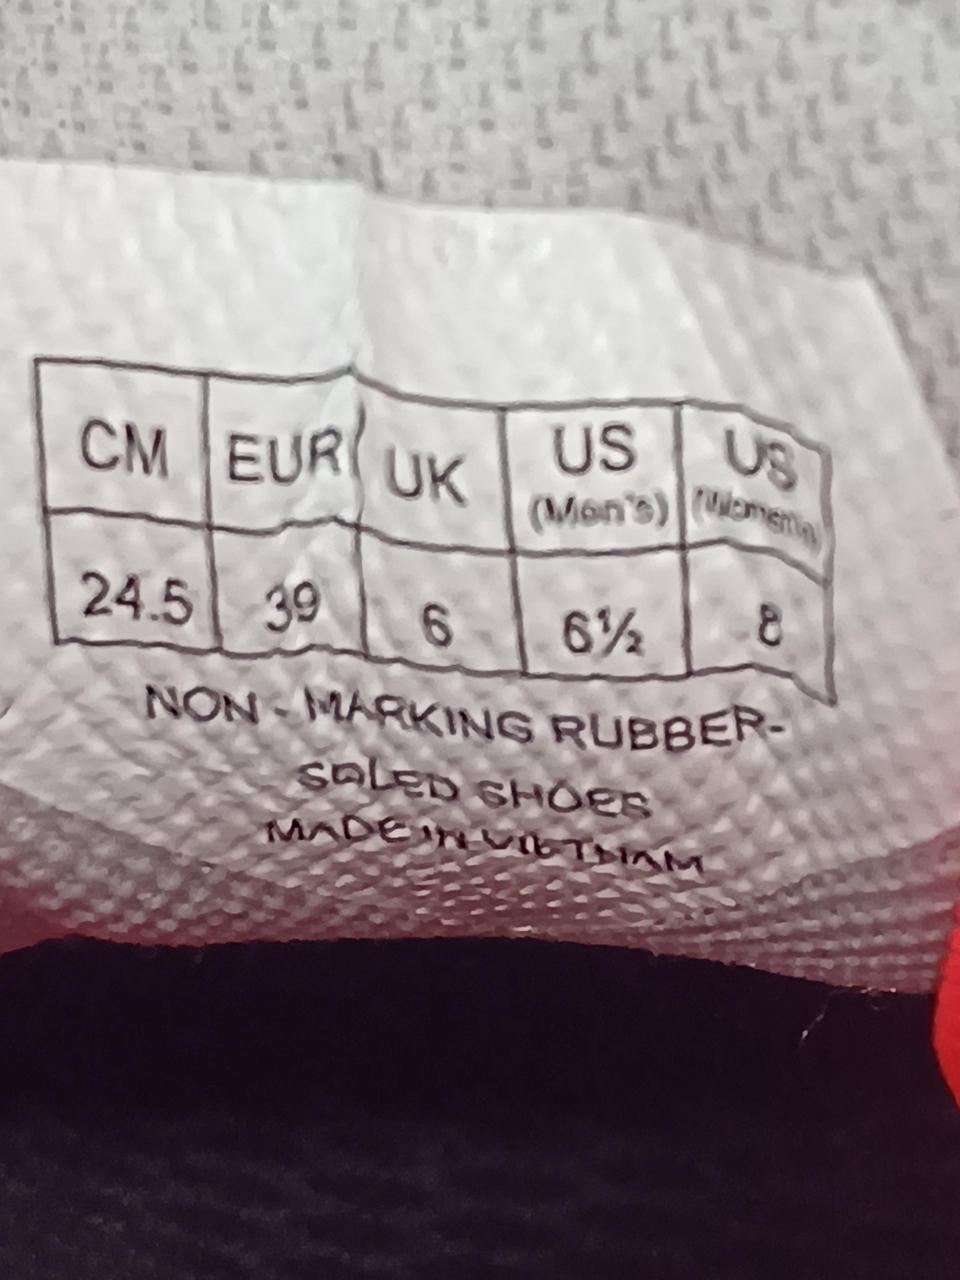 CM EUR UK US US
(Men's) (Women's)
24.5 39 6 6½ 8
NON - MARKING RUBBER-
SOLED SHOES
MADE IN VIETNAM